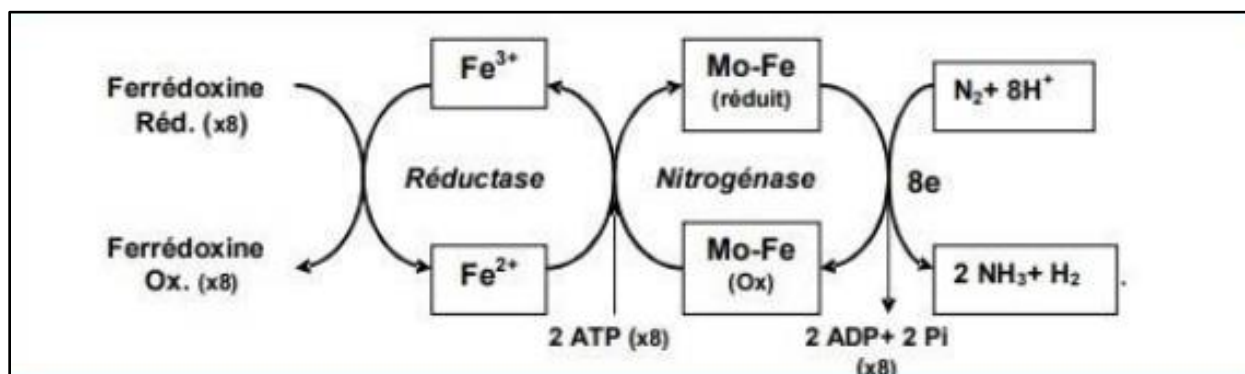 Ferrédoxine
Réd. (x8)
Fe³⁺
Mo-Fe
(réduit)
N₂+ 8H⁺
Réductase
Nitrogénase
8e
Ferrédoxine
Ox. (x8)
Fe²⁺
Mo-Fe
(Ox)
2 NH₃+ H₂ .
2 ATP (x8)
2 ADP+ 2 Pi
(x8)